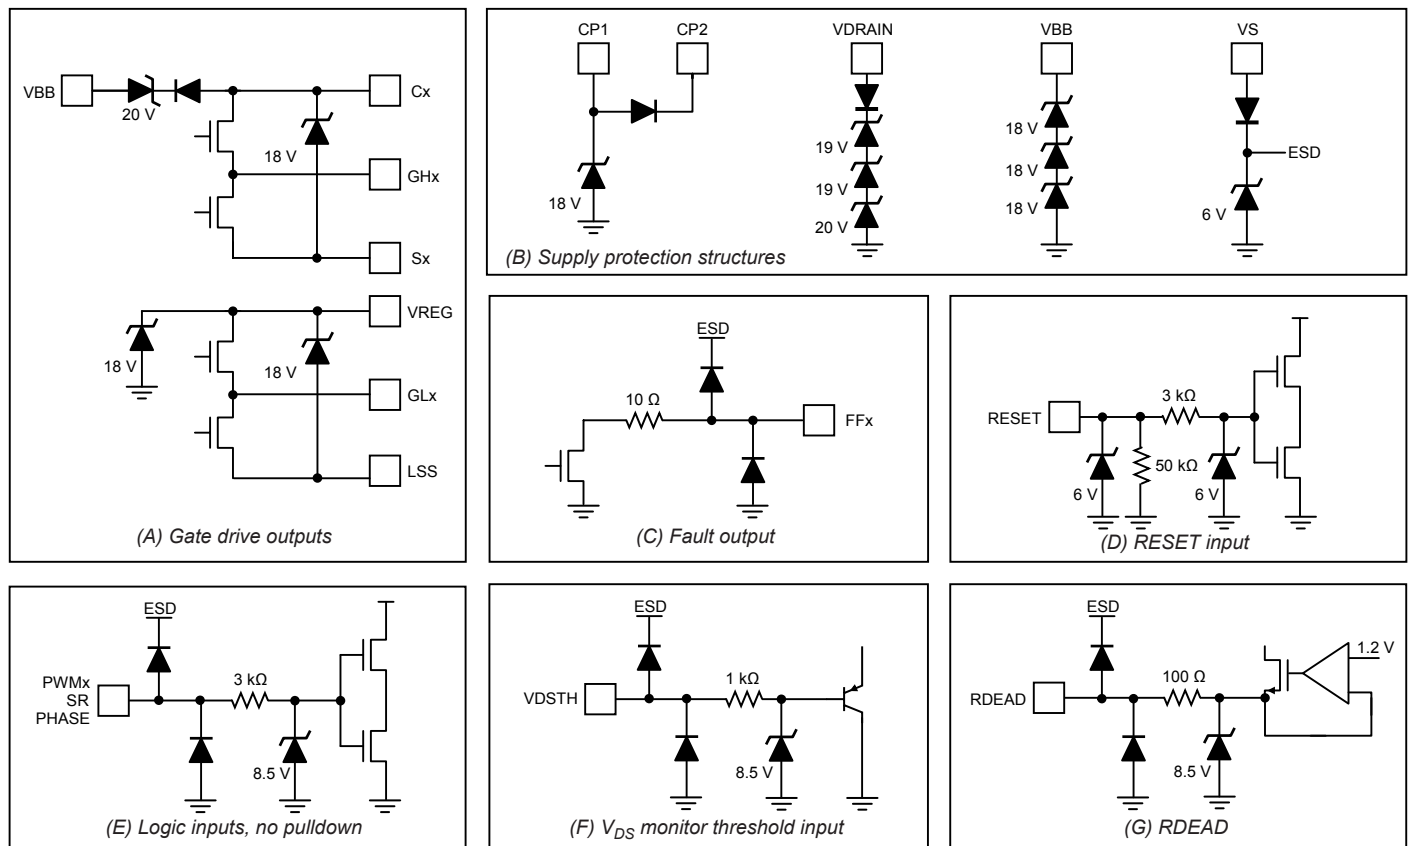 VBB
20 V
18 V
Cx
GHx
Sx
18 V
18 V
VREG
GLx
LSS
(A) Gate drive outputs
CP1
CP2
18 V
VDRAIN
19 V
19 V
20 V
VBB
18 V
18 V
18 V
VS
ESD
6 V
(B) Supply protection structures
ESD
10 Ω
FFx
(C) Fault output
RESET
3 kΩ
50 kΩ
6 V
6 V
(D) RESET input
ESD
PWMx
SR
PHASE
3 kΩ
8.5 V
(E) Logic inputs, no pulldown
ESD
VDSTH
1 kΩ
8.5 V
(F) VDS monitor threshold input
ESD
RDEAD
100 Ω
1.2 V
8.5 V
(G) RDEAD